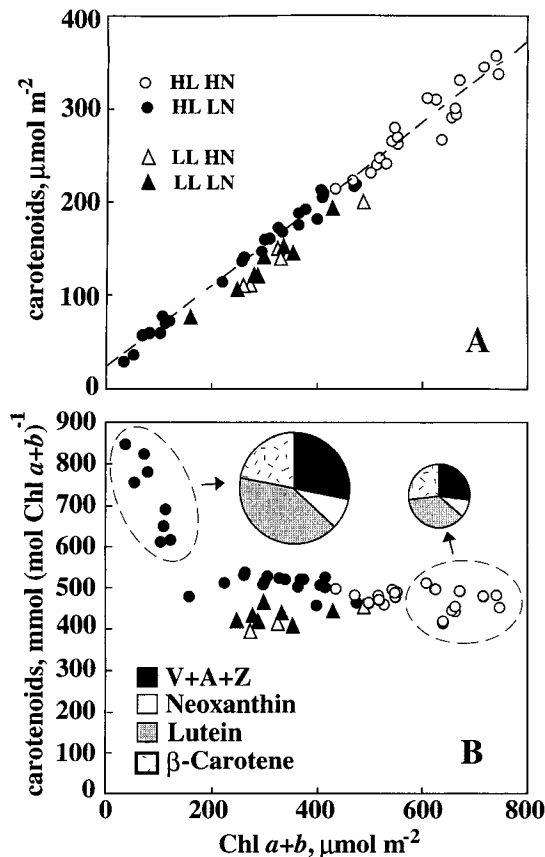 400
300
200
100
0
carotenoids, μmol m⁻²
HL HN
HL LN
LL HN
LL LN
A
900
800
700
600
500
400
300
200
100
0
carotenoids, mmol (mol Chl a+b)⁻¹
V+A+Z
Neoxanthin
Lutein
β-Carotene
B
0 200 400 600 800
Chl a+b, μmol m⁻²